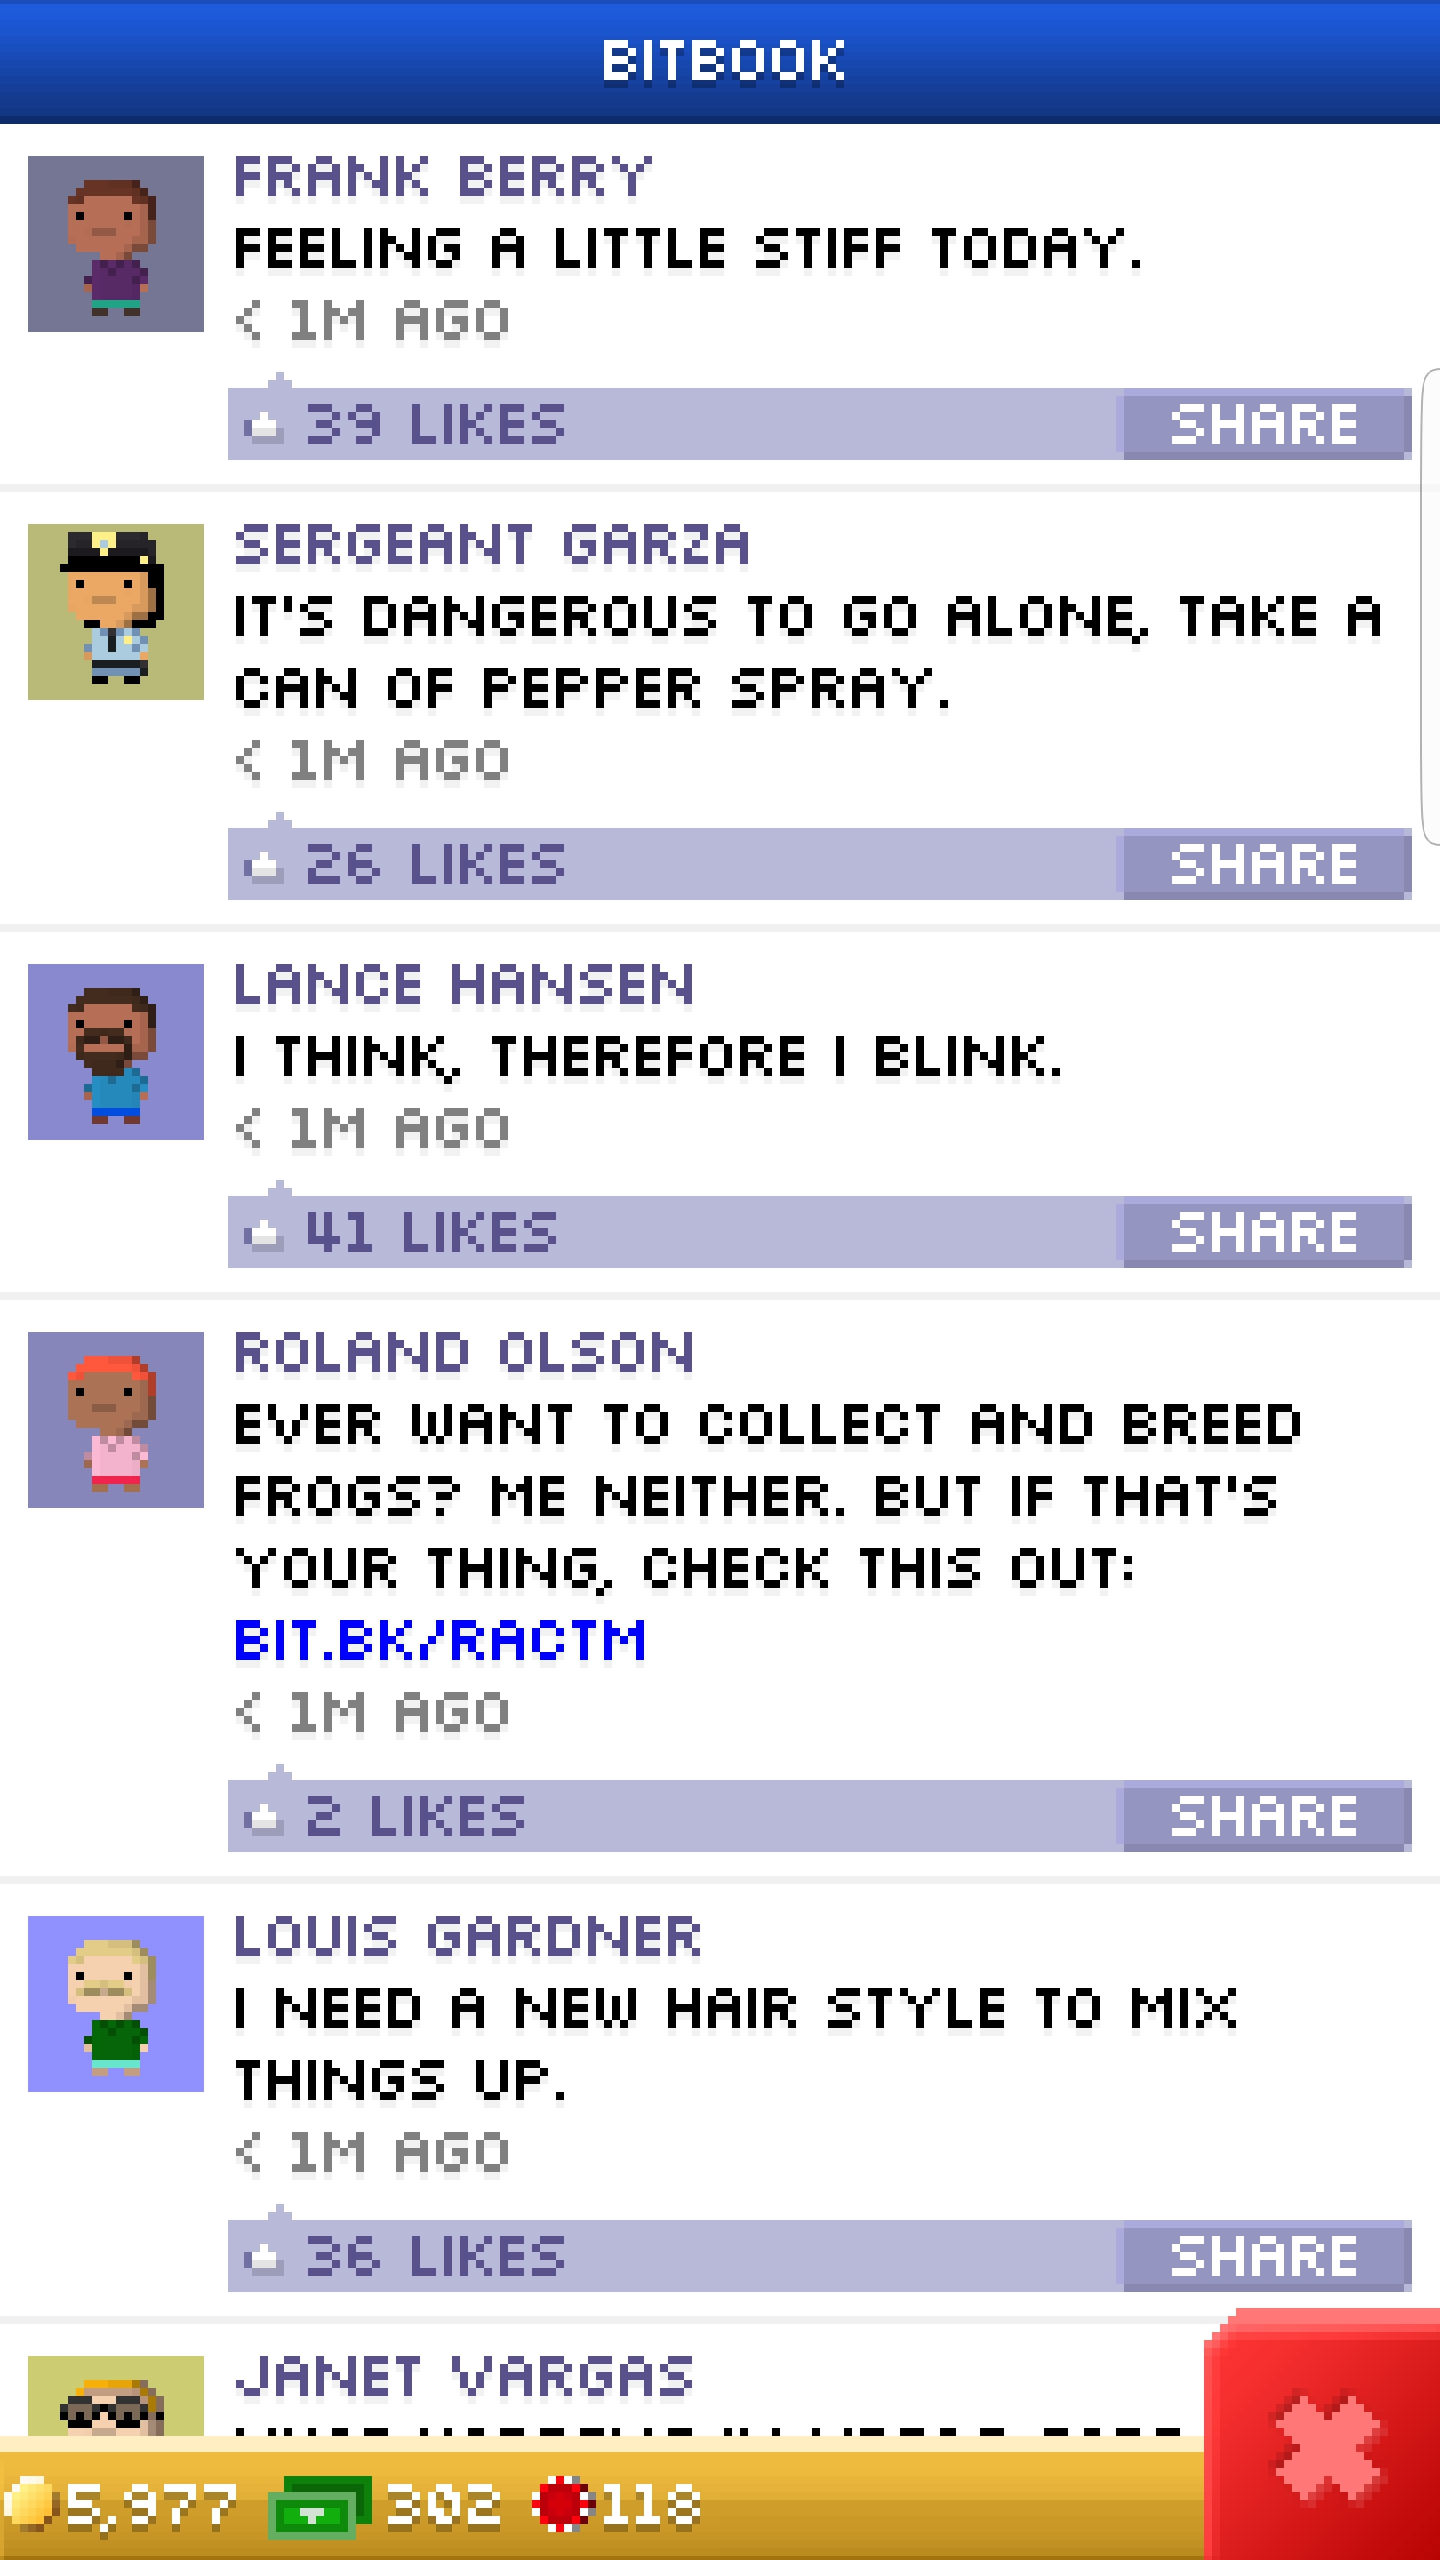 BITBOOK
FRANK BERRY
FEELING A LITTLE STIFF TODAY.
< 1M AGO
39 LIKES
SHARE
SERGEANT GARZA
IT'S DANGEROUS TO GO ALONE, TAKE A
CAN OF PEPPER SPRAY.
< 1M AGO
26 LIKES
SHARE
LANCE HANSEN
I THINK, THEREFORE I BLINK.
< 1M AGO
41 LIKES
SHARE
ROLAND OLSON
EVER WANT TO COLLECT AND BREED
FROGS? ME NEITHER. BUT IF THAT'S
YOUR THING, CHECK THIS OUT:
BIT.BK/RACTM
< 1M AGO
2 LIKES
SHARE
LOUIS GARDNER
I NEED A NEW HAIR STYLE TO MIX
THINGS UP.
< 1M AGO
36 LIKES
SHARE
JANET VARGAS
5,977 302 118